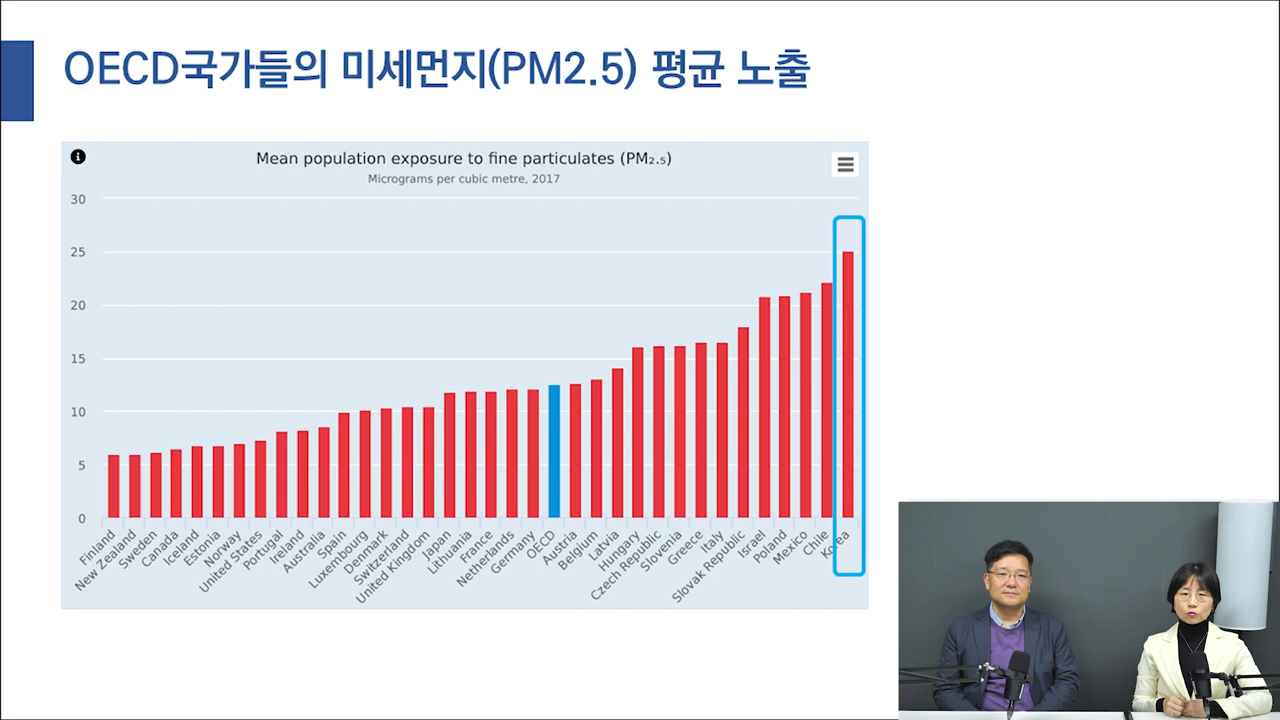 OECD국가들의 미세먼지(PM2.5) 평균 노출
Mean population exposure to fine particulates (PM₂.₅)
Micrograms per cubic metre, 2017
30
25
20
15
10
5
0
Finland
New Zealand
Sweden
Canada
Iceland
Estonia
Norway
United States
Portugal
Ireland
Australia
Spain
Luxembourg
Denmark
Switzerland
United Kingdom
Japan
Lithuania
France
Netherlands
Germany
OECD
Austria
Belgium
Latvia
Hungary
Czech Republic
Slovenia
Greece
Italy
Slovak Republic
Israel
Poland
Mexico
Chile
Korea